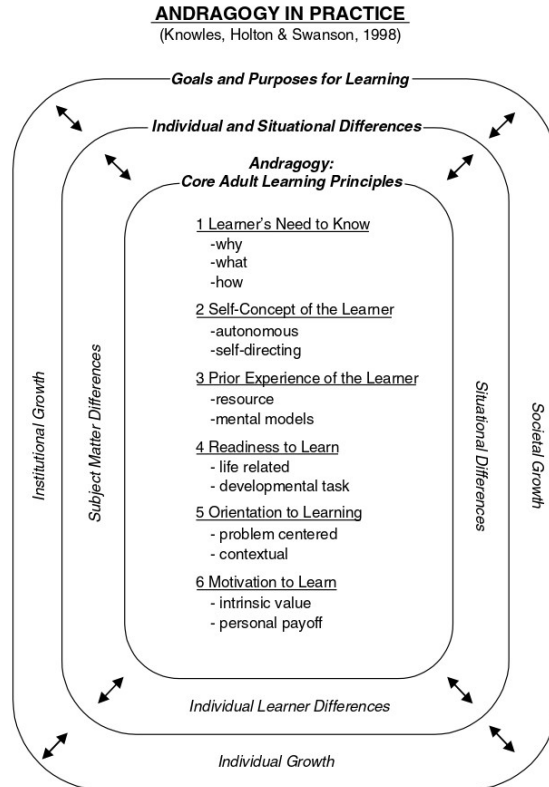 ANDRAGOGY IN PRACTICE
(Knowles, Holton & Swanson, 1998)
Goals and Purposes for Learning
Individual and Situational Differences
Andragogy:
Core Adult Learning Principles
1 Learner's Need to Know
-why
-what
-how
2 Self-Concept of the Learner
-autonomous
-self-directing
3 Prior Experience of the Learner
-resource
-mental models
4 Readiness to Learn
- life related
- developmental task
5 Orientation to Learning
- problem centered
- contextual
6 Motivation to Learn
- intrinsic value
- personal payoff
Institutional Growth
Subject Matter Differences
Situational Differences
Societal Growth
Individual Learner Differences
Individual Growth